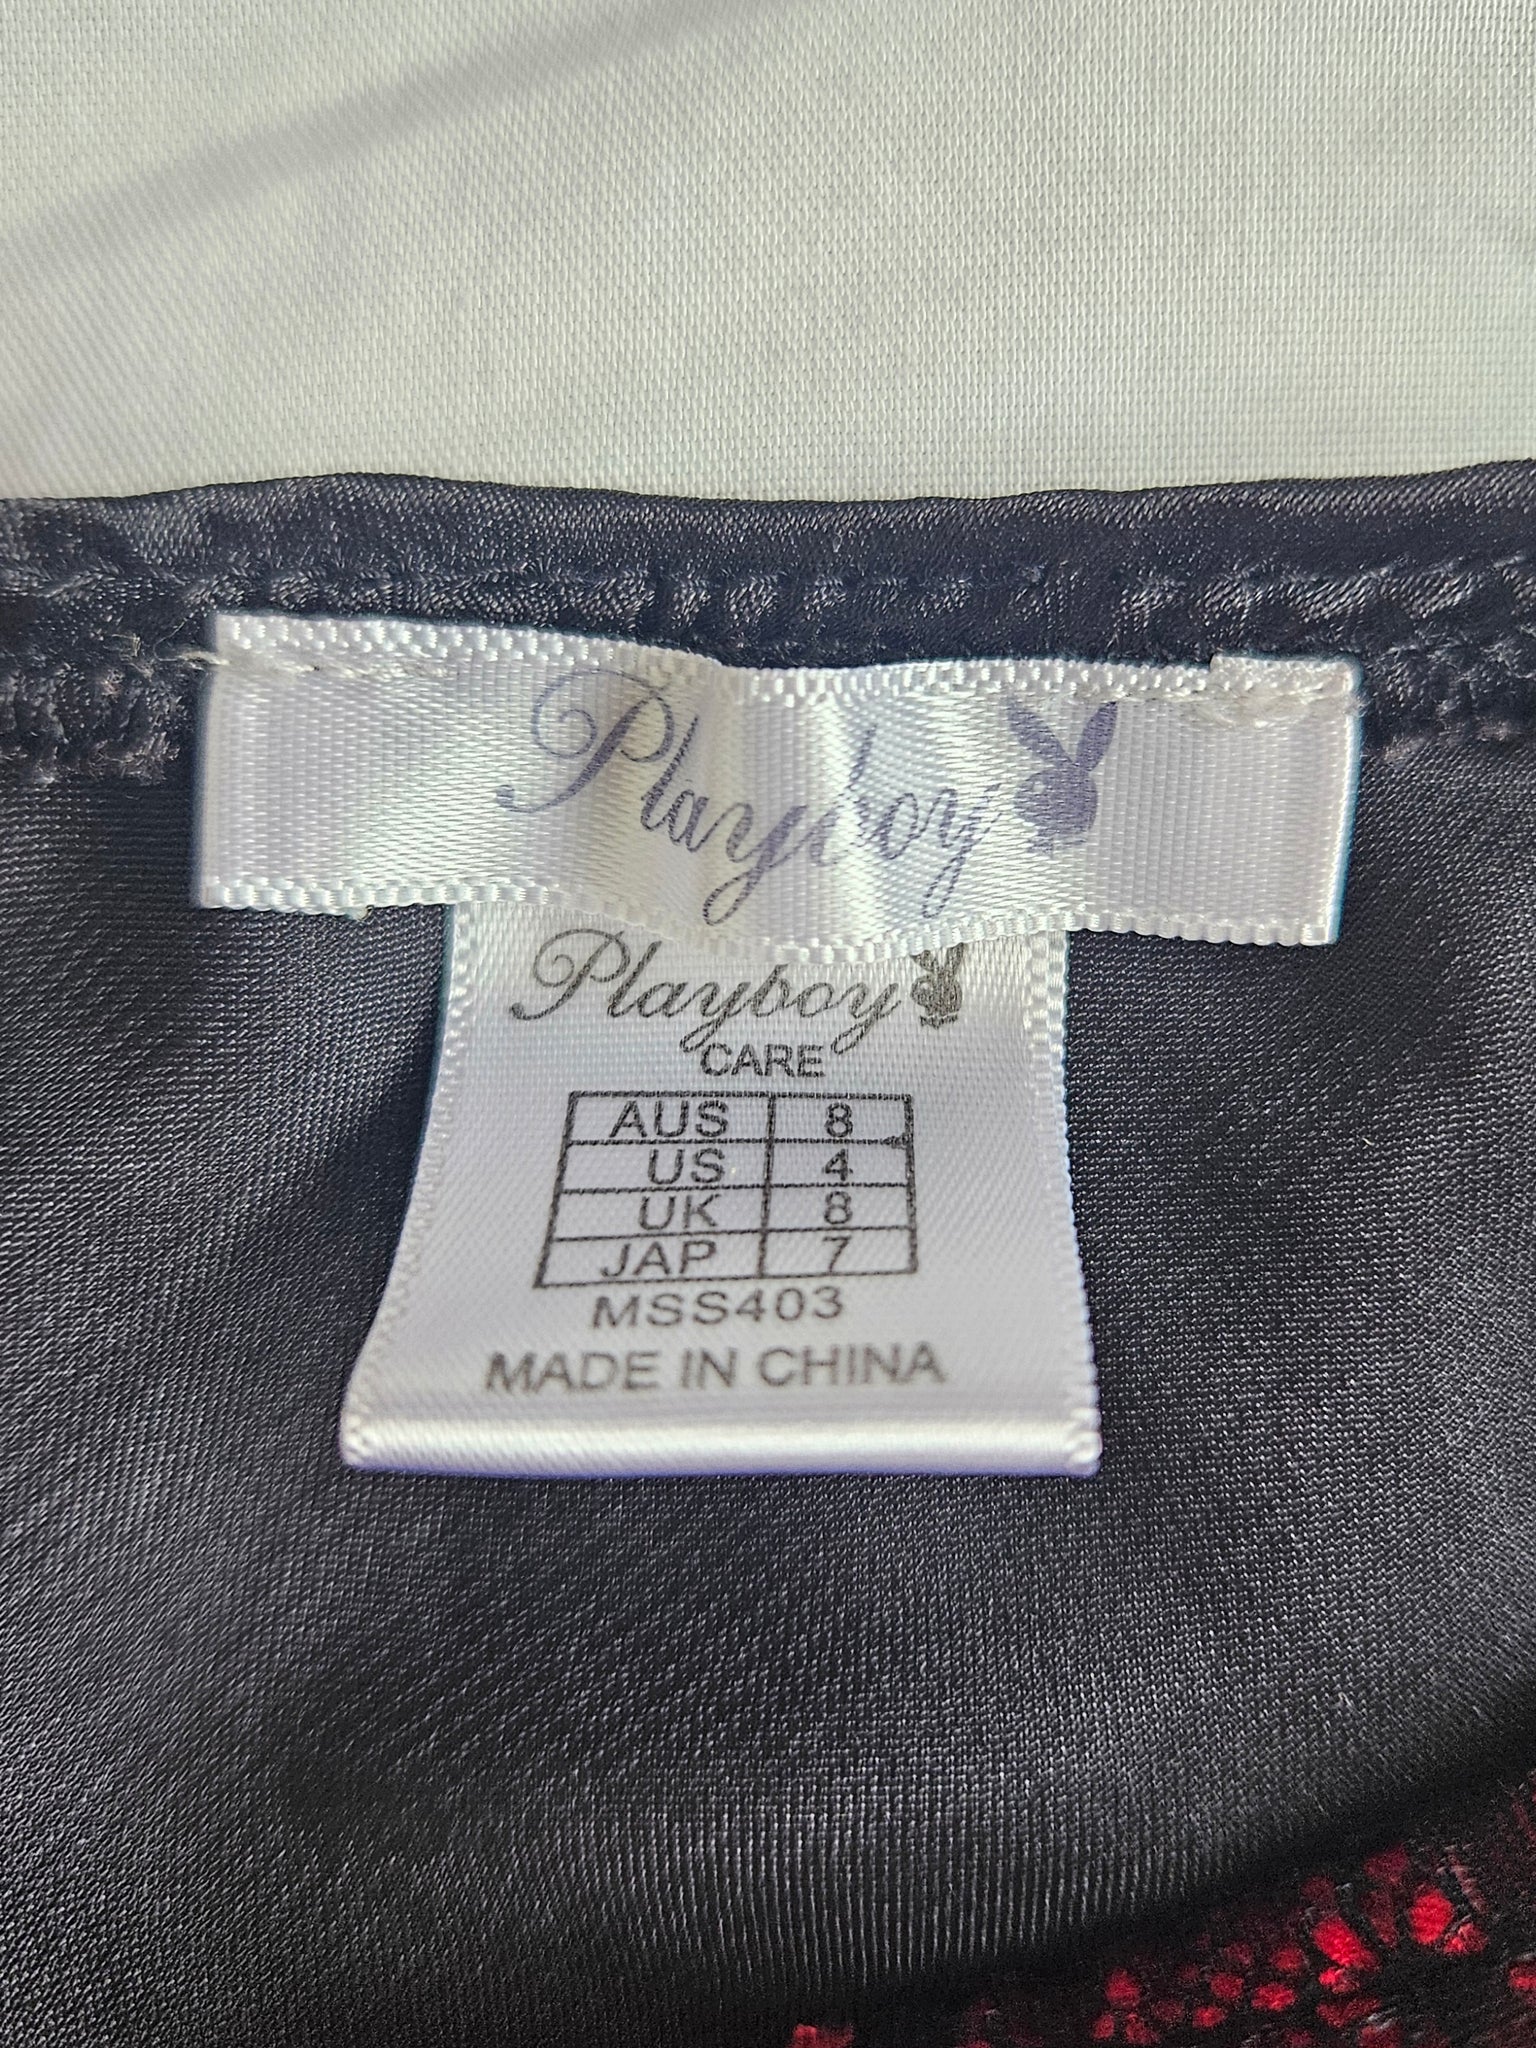 Playboy
Playboy
CARE
AUS 8
US 4
UK 8
JAP 7
MSS403
MADE IN CHINA